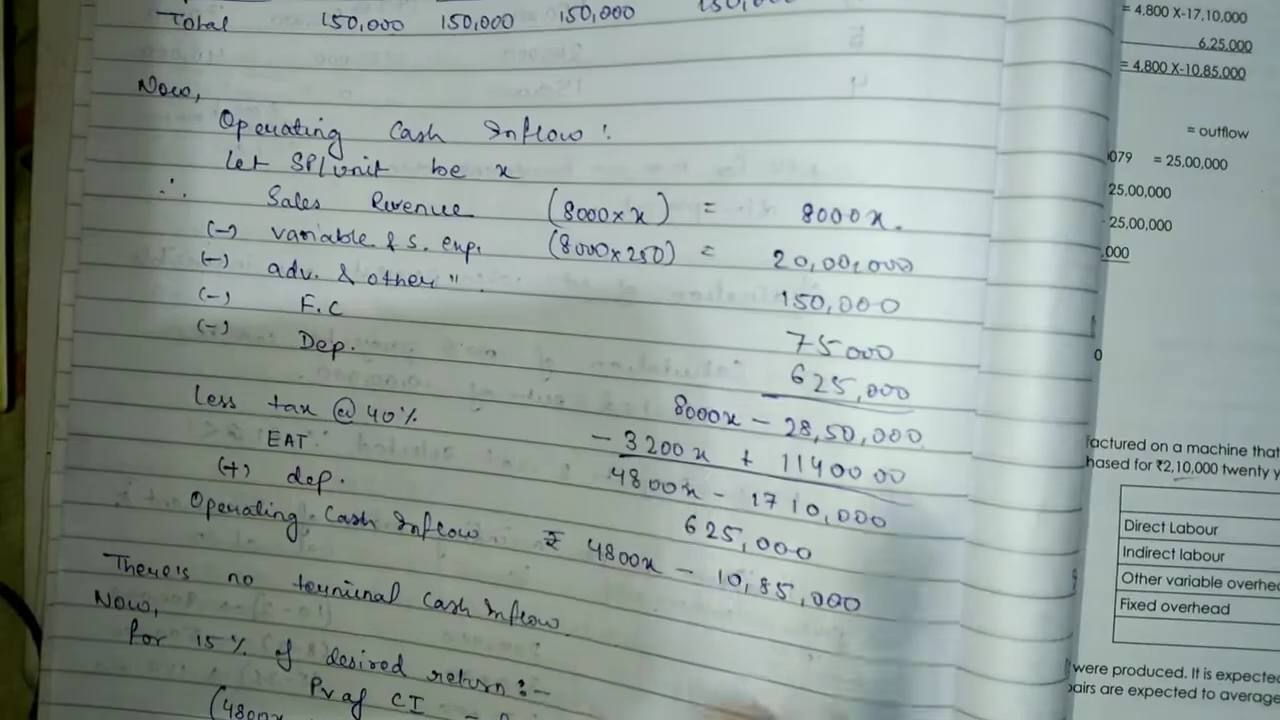 Total 150,000 150,000 150,000
Now,
Operating Cash Inflow :
Let SP/unit be x
∴ Sales Revenue (8000×x) = 8000x.
(-) variable & S. exp. (8000×250) = 20,00,000
(-) adv. & other " 150,000
(-) F.C 75000
(-) Dep. 625,000
8000x - 28,50,000
Less tax @ 40% - 3200x + 1140000
EAT 4800x - 1710,000
(+) dep. 625,000
Operating Cash Inflow ₹ 4800x - 10,85,000
There's no terminal Cash Inflow.
Now,
for 15% of desired return :-
PV of CI =
(4800x
= 4,800 X-17,10,000
6,25,000
= 4,800 X-10,85,000
= outflow
079 = 25,00,000
25,00,000
- 25,00,000
,000
0
factured on a machine that
hased for ₹2,10,000 twenty y
Direct Labour
Indirect labour
Other variable overhe
Fixed overhead
were produced. It is expected
pairs are expected to average